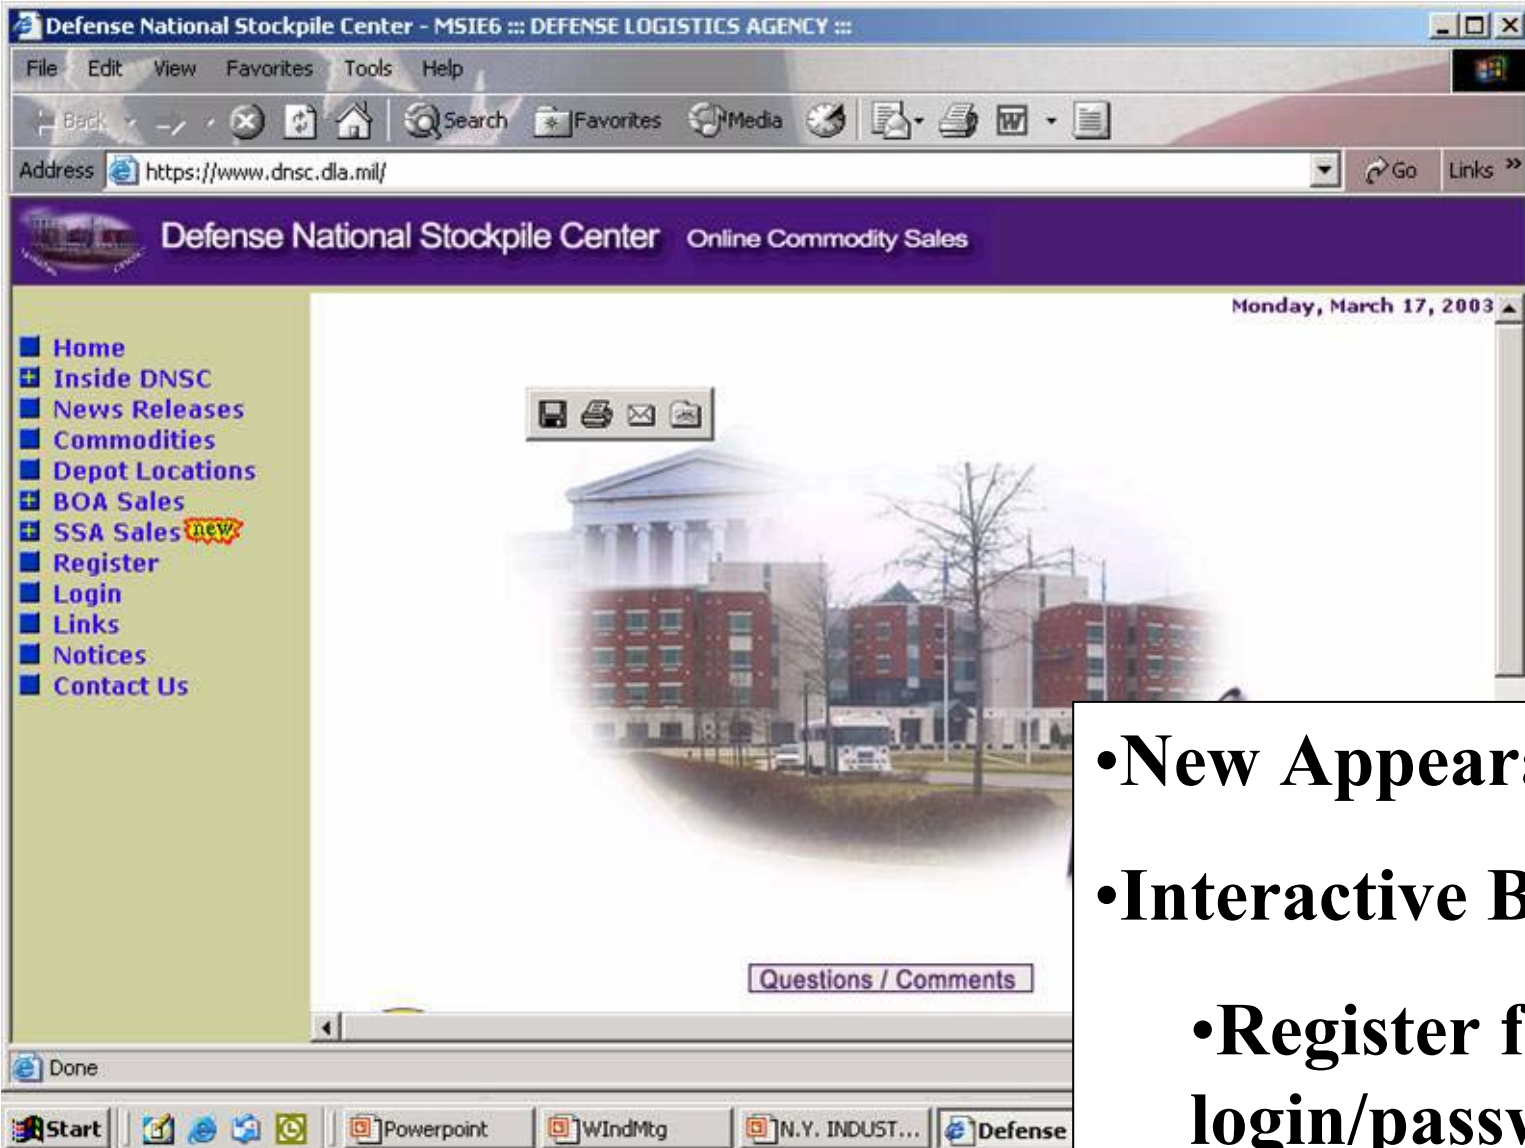 Defense National Stockpile Center - MSIE6 ::: DEFENSE LOGISTICS AGENCY :::
File Edit View Favorites Tools Help
Back Search Favorites Media
Address https://www.dnsc.dla.mil/ Go Links »
Defense National Stockpile Center Online Commodity Sales
Monday, March 17, 2003
Home
Inside DNSC
News Releases
Commodities
Depot Locations
BOA Sales
SSA Sales new
Register
Login
Links
Notices
Contact Us
Questions / Comments
Done
Start Powerpoint WIndMtg N.Y. INDUST... Defense
•New Appear
•Interactive B
•Register f
login/passw